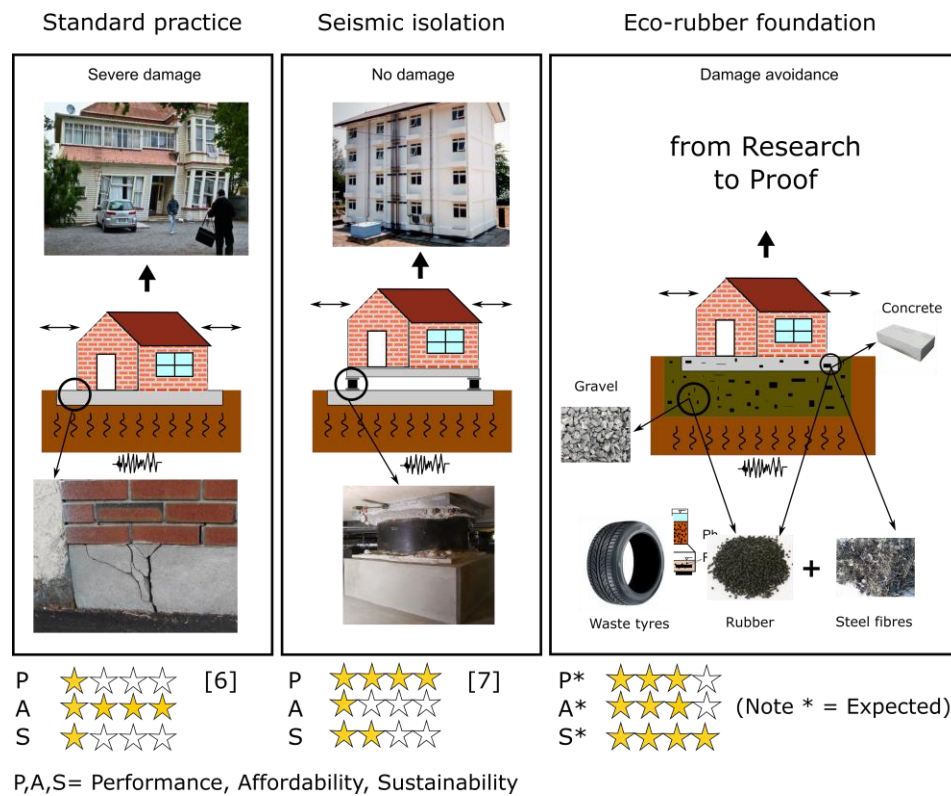 Standard practice
Seismic isolation
Eco-rubber foundation
Severe damage
No damage
Damage avoidance
from Research
to Proof
Concrete
Gravel
Waste tyres
Rubber
Steel fibres
P
[6]
A
S
P
[7]
A
S
P*
A*
(Note * = Expected)
S*
P,A,S= Performance, Affordability, Sustainability